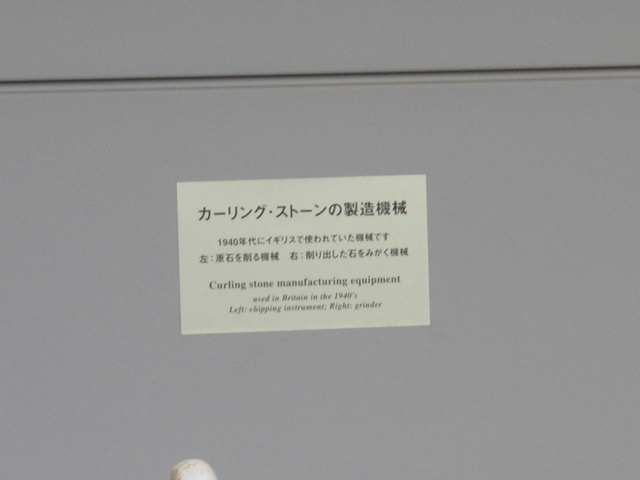 カーリング・ストーンの製造機械
1940年代にイギリスで使われていた機械です
左：原石を削る機械　右：削り出した石をみがく機械
Curling stone manufacturing equipment
used in Britain in the 1940's
Left: chipping instrument; Right: grinder